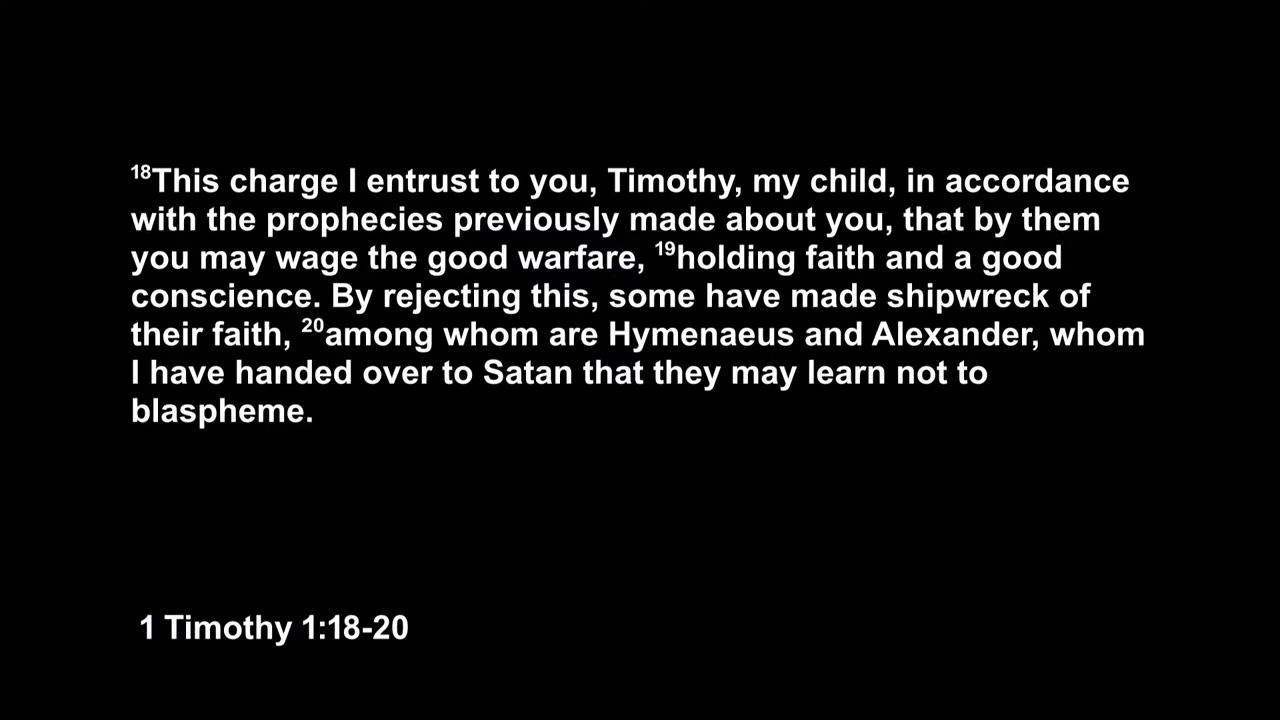 18This charge I entrust to you, Timothy, my child, in accordance
with the prophecies previously made about you, that by them
you may wage the good warfare, 19holding faith and a good
conscience. By rejecting this, some have made shipwreck of
their faith, 20among whom are Hymenaeus and Alexander, whom
I have handed over to Satan that they may learn not to
blaspheme.
1 Timothy 1:18-20